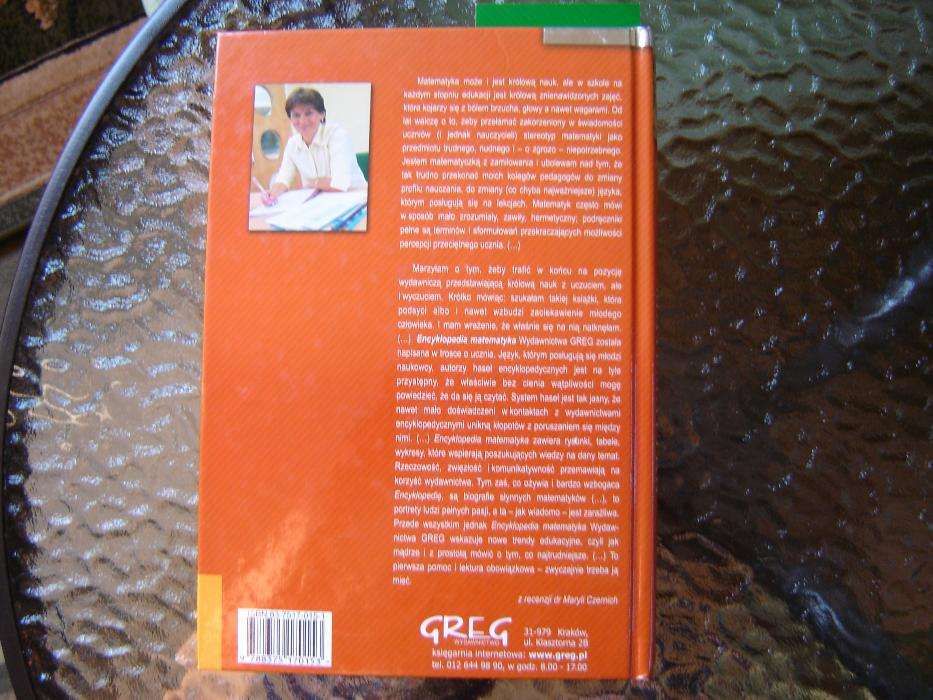 Matematyka może i jest królową nauk, ale w szkole na
każdym stopniu edukacji jest królową znienawidzonych zajęć,
która kojarzy się z bólem brzucha, głowy a nawet wagarami. Od
lat walczę o to, żeby przełamać zakorzeniony w świadomości
uczniów (i jednak nauczycieli) stereotyp matematyki jako
przedmiotu trudnego, nudnego i – o zgrozo – niepotrzebnego.
Jestem matematyczką z zamiłowania i ubolewam nad tym, że
tak trudno przekonać moich kolegów pedagogów do zmiany
profilu nauczania, do zmiany (co chyba najważniejsze) języka,
którym posługują się na lekcjach. Matematyk często mówi
w sposób mało zrozumiały, zawiły, hermetyczny, podręczniki
pełne są terminów i sformułowań przekraczających możliwości
percepcji przeciętnego ucznia. (...)
Marzyłam o tym, żeby trafić w końcu na pozycję
wydawniczą przedstawiającą królową nauk z uczuciem, ale
i wyczuciem. Krótko mówiąc: szukałam takiej książki, która
podsyci albo i nawet wzbudzi zaciekawienie młodego
człowieka. I mam wrażenie, że właśnie się na nią natknęłam.
(...) Encyklopedia matematyka Wydawnictwa GREG została
napisana w trosce o ucznia. Język, którym posługują się młodzi
naukowcy, autorzy haseł encyklopedycznych jest na tyle
przystępny, że właściwie bez cienia wątpliwości mogę
powiedzieć, że da się ją czytać. System haseł jest tak jasny, że
nawet mało doświadczeni w kontaktach z wydawnictwami
encyklopedycznymi unikną kłopotów z poruszaniem się między
nimi. (...) Encyklopedia matematyka zawiera rysunki, tabele,
wykresy, które wspierają poszukujących wiedzy na dany temat.
Rzeczowość, zwięzłość i komunikatywność przemawiają na
korzyść wydawnictwa. Tym zaś, co ożywia i bardzo wzbogaca
Encyklopedię, są biografie słynnych matematyków (...), to
portrety ludzi pełnych pasji, a ta – jak wiadomo – jest zaraźliwa.
Przede wszystkim jednak Encyklopedia matematyka Wydaw-
nictwa GREG wskazuje nowe trendy edukacyjne, czyli jak
mądrze i z prostotą mówić o tym, co najtrudniejsze. (...) To
pierwsza pomoc i lektura obowiązkowa – zwyczajnie trzeba ją
mieć.
z recenzji dr Maryli Czernich
GREG
WYDAWNICTWO
31-979 Kraków,
ul. Klasztorna 2B
księgarnia internetowa: www.greg.pl
tel. 012 644 98 90, w godz. 8.00 - 17.00